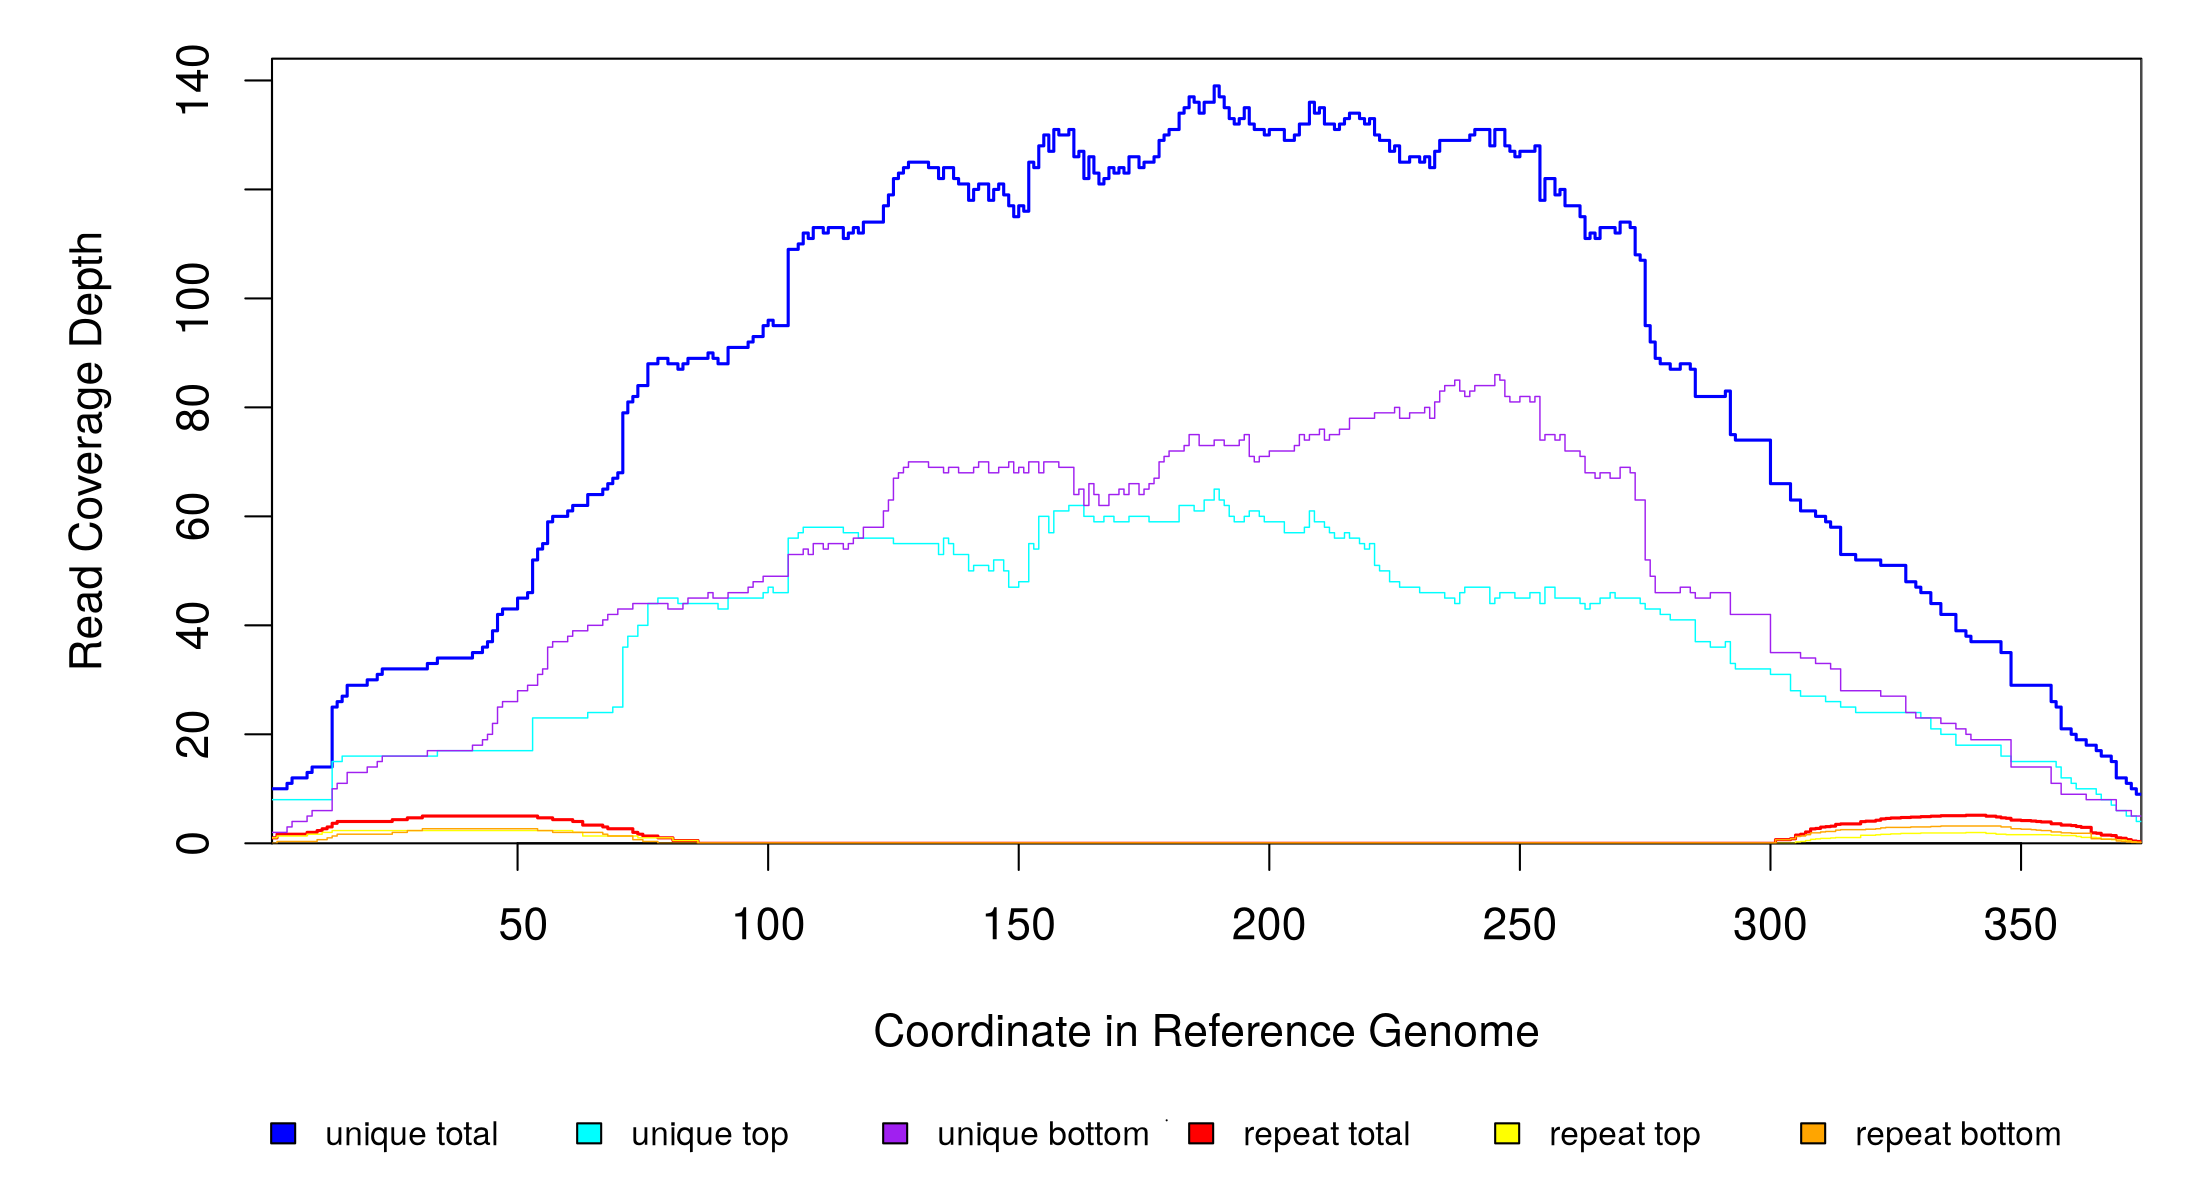 Read Coverage Depth
140
100
80
60
40
20
0
50 100 150 200 250 300 350
Coordinate in Reference Genome
unique total unique top unique bottom repeat total repeat top repeat bottom